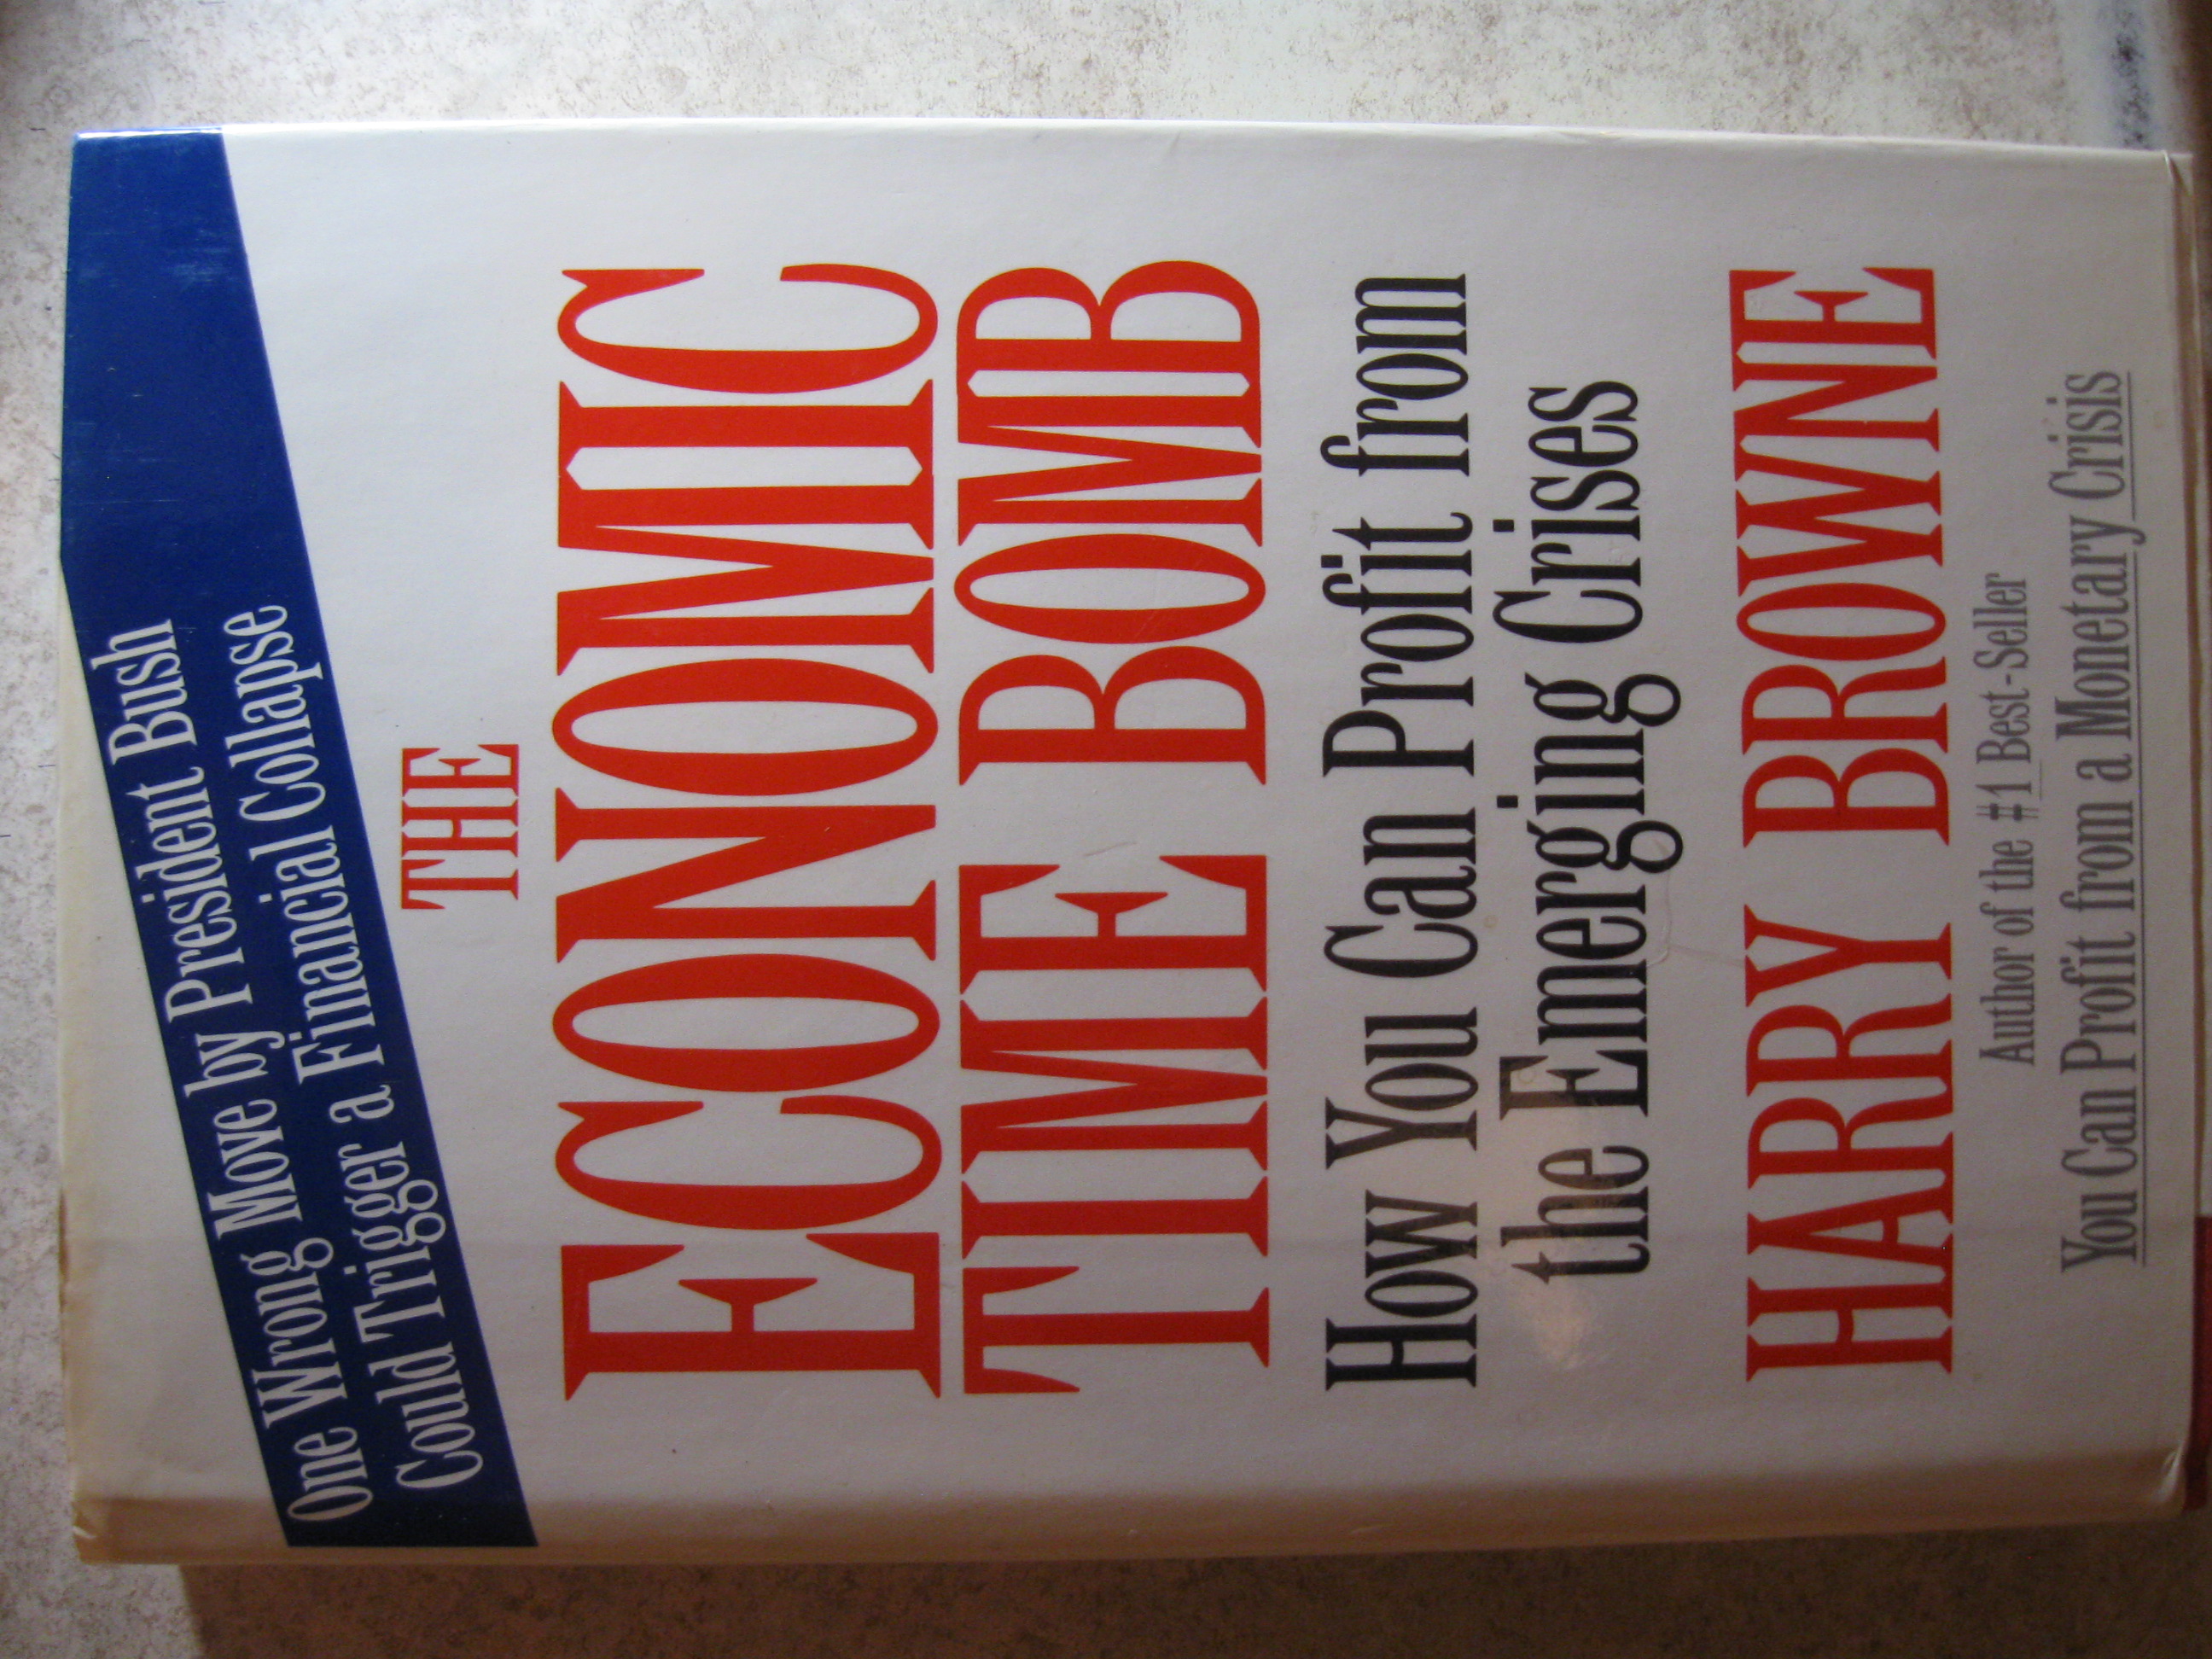 One Wrong Move by President Bush
Could Trigger a Financial Collapse
THE
ECONOMIC
TIME BOMB
How You Can Profit from
the Emerging Crises
HARRY BROWNE
Author of the #1 Best-Seller
You Can Profit from a Monetary Crisis